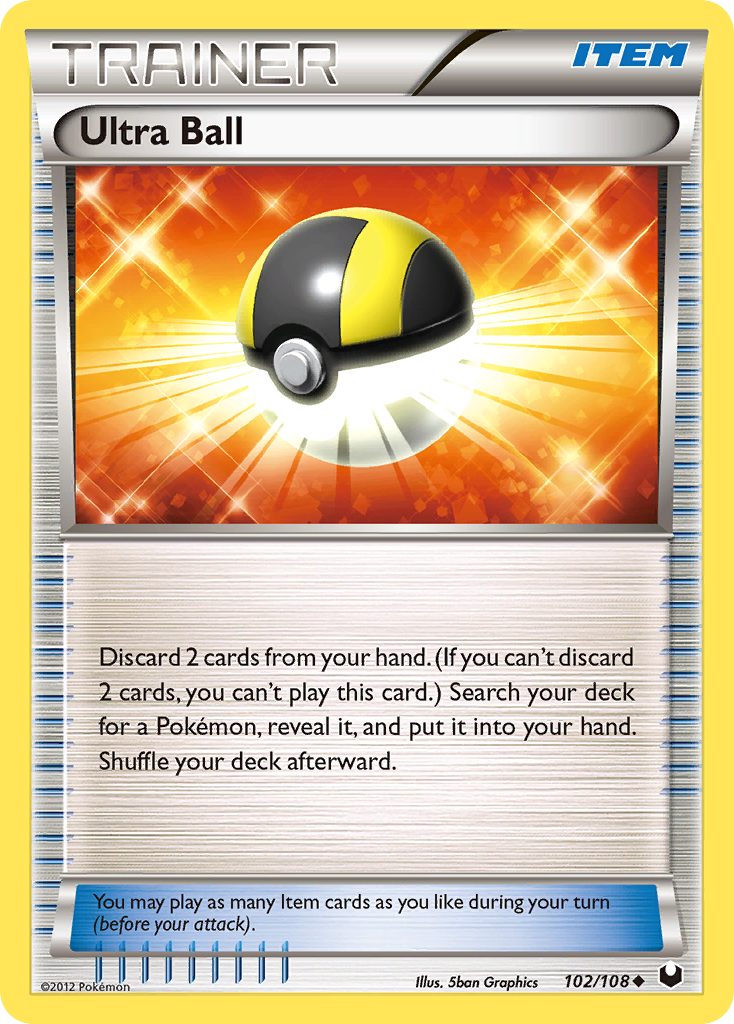 TRAINER
ITEM
Ultra Ball
Discard 2 cards from your hand. (If you can't discard
2 cards, you can't play this card.) Search your deck
for a Pokémon, reveal it, and put it into your hand.
Shuffle your deck afterward.
You may play as many Item cards as you like during your turn
(before your attack).
©2012 Pokémon
Illus. 5ban Graphics
102/108